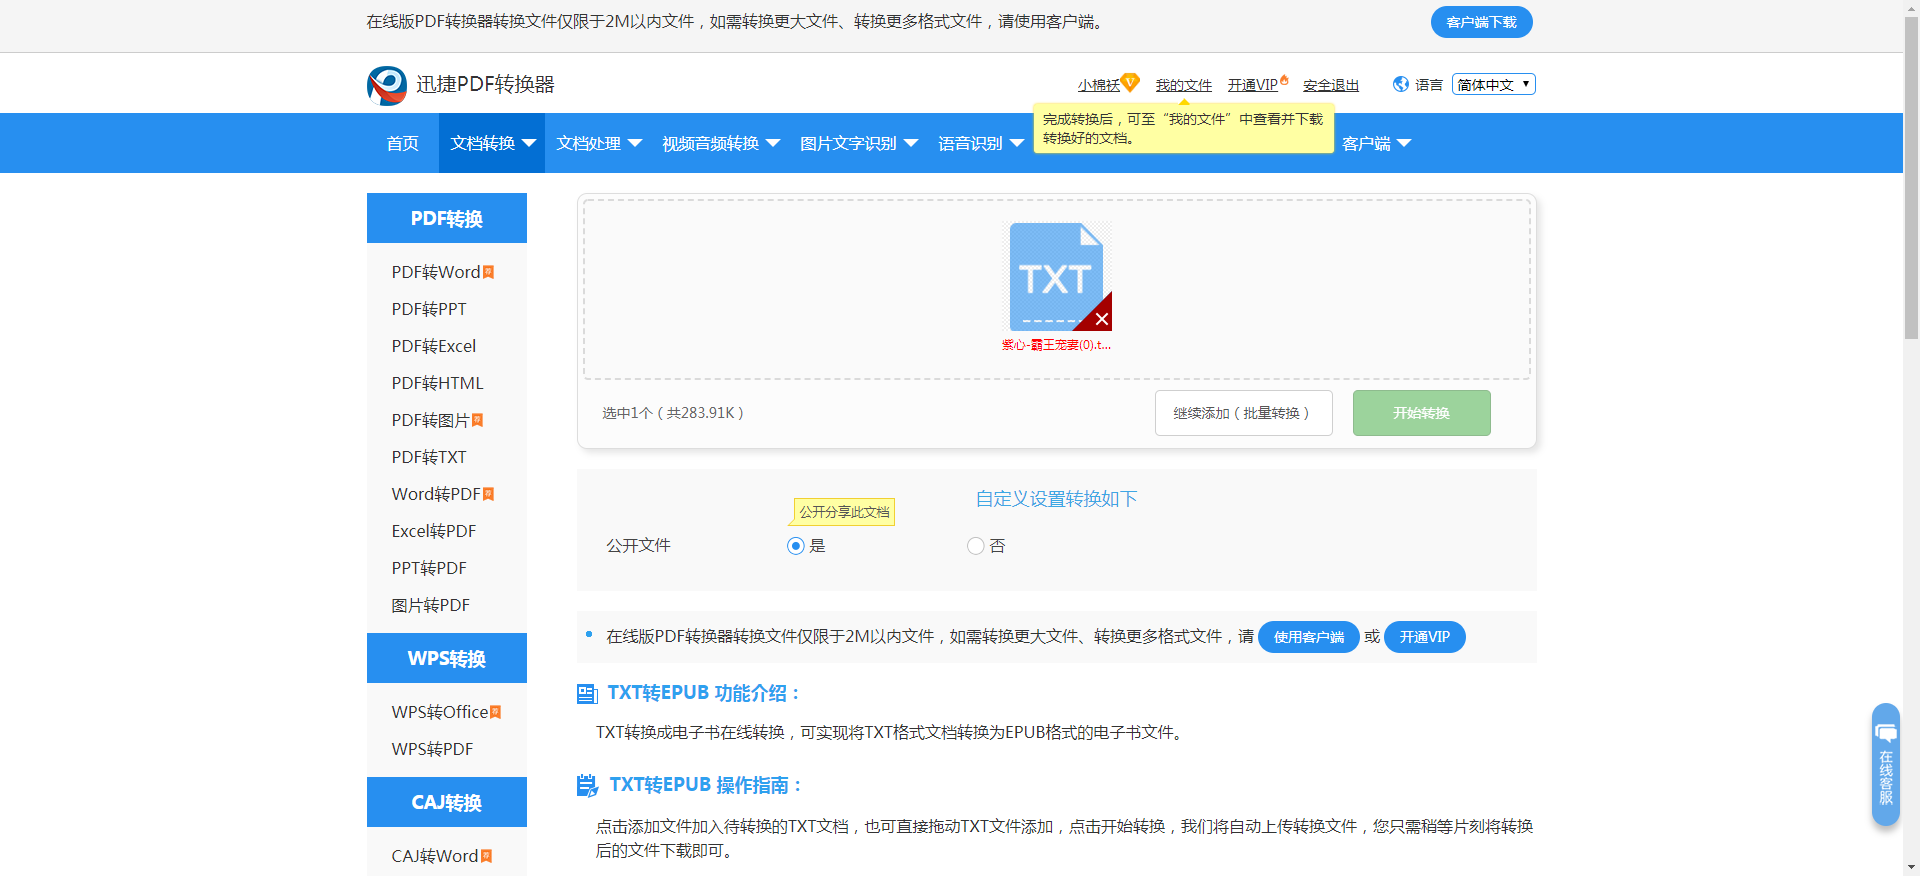 在线版PDF转换器转换文件仅限于2M以内文件，如需转换更大文件、转换更多格式文件，请使用客户端。
客户端下载
迅捷PDF转换器
小棉袄 我的文件 开通VIP 安全退出 语言 简体中文
完成转换后，可至“我的文件”中查看并下载
转换好的文档。
首页 文档转换 文档处理 视频音频转换 图片文字识别 语音识别 客户端
PDF转换
PDF转Word荐
PDF转PPT
PDF转Excel
PDF转HTML
PDF转图片荐
PDF转TXT
Word转PDF荐
Excel转PDF
PPT转PDF
图片转PDF
WPS转换
WPS转Office荐
WPS转PDF
CAJ转换
CAJ转Word荐
TXT
紫心-霸王宠妻(0).t...
选中1个（共283.91K）
继续添加（批量转换）
开始转换
自定义设置转换如下
公开分享此文档
公开文件 是 否
在线版PDF转换器转换文件仅限于2M以内文件，如需转换更大文件、转换更多格式文件，请 使用客户端 或 开通VIP
TXT转EPUB 功能介绍：
TXT转换成电子书在线转换，可实现将TXT格式文档转换为EPUB格式的电子书文件。
TXT转EPUB 操作指南：
点击添加文件加入待转换的TXT文档，也可直接拖动TXT文件添加，点击开始转换，我们将自动上传转换文件，您只需稍等片刻将转换
后的文件下载即可。
在线客服